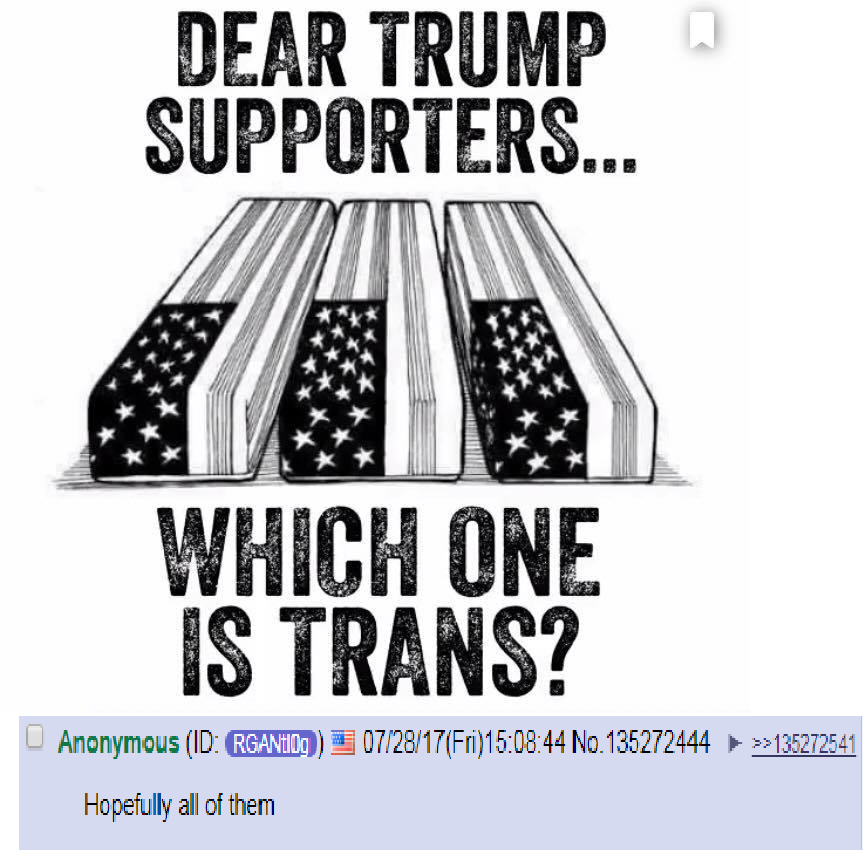 DEAR TRUMP
SUPPORTERS...
WHICH ONE
IS TRANS?
Anonymous (ID: RGANtl0g) 07/28/17(Fri)15:08:44 No.135272444 ▶ >>135272541
Hopefully all of them